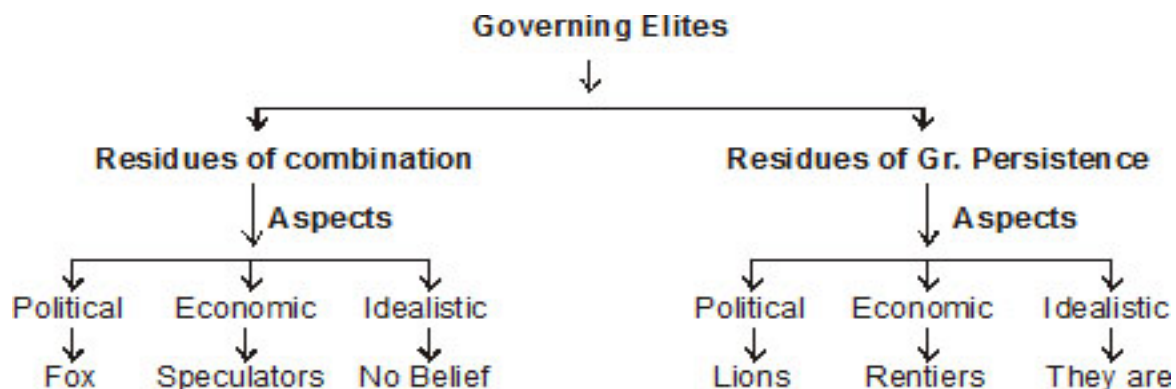 Governing Elites
Residues of combination Residues of Gr. Persistence
Aspects Aspects
Political Economic Idealistic Political Economic Idealistic
Fox Speculators No Belief Lions Rentiers They are